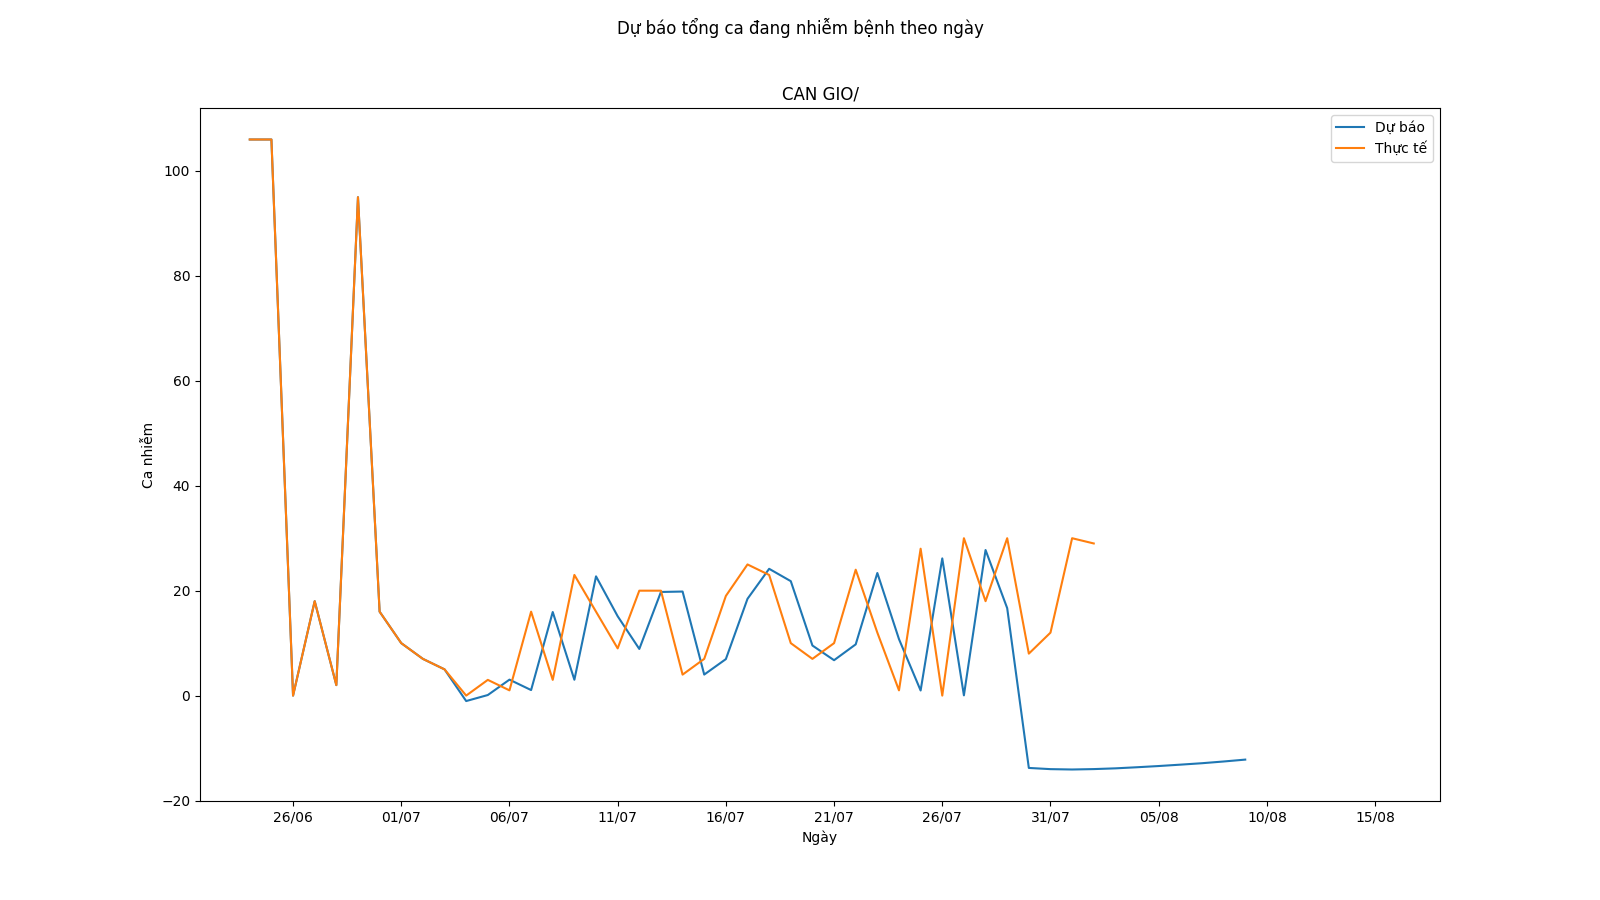 Dự báo tổng ca đang nhiễm bệnh theo ngày
CAN GIO/
Dự báo
Thực tế
100
80
60
40
20
0
−20
Ca nhiễm
26/06 01/07 06/07 11/07 16/07 21/07 26/07 31/07 05/08 10/08 15/08
Ngày